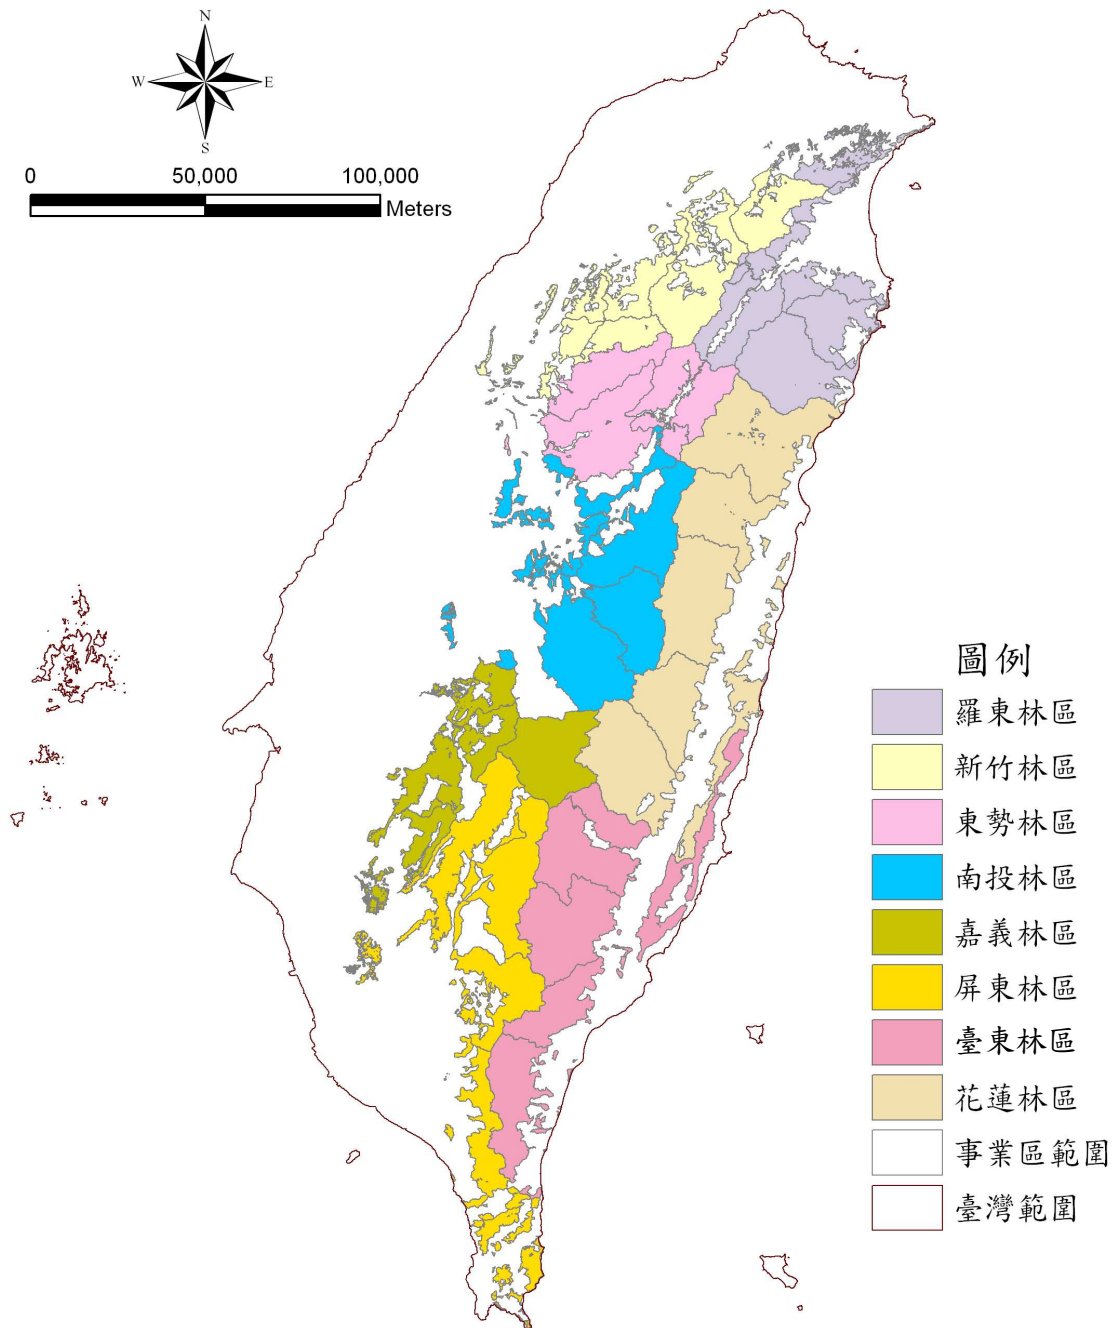 N
W
E
S
0
50,000
100,000
Meters
圖例
羅東林區
新竹林區
東勢林區
南投林區
嘉義林區
屏東林區
臺東林區
花蓮林區
事業區範圍
臺灣範圍